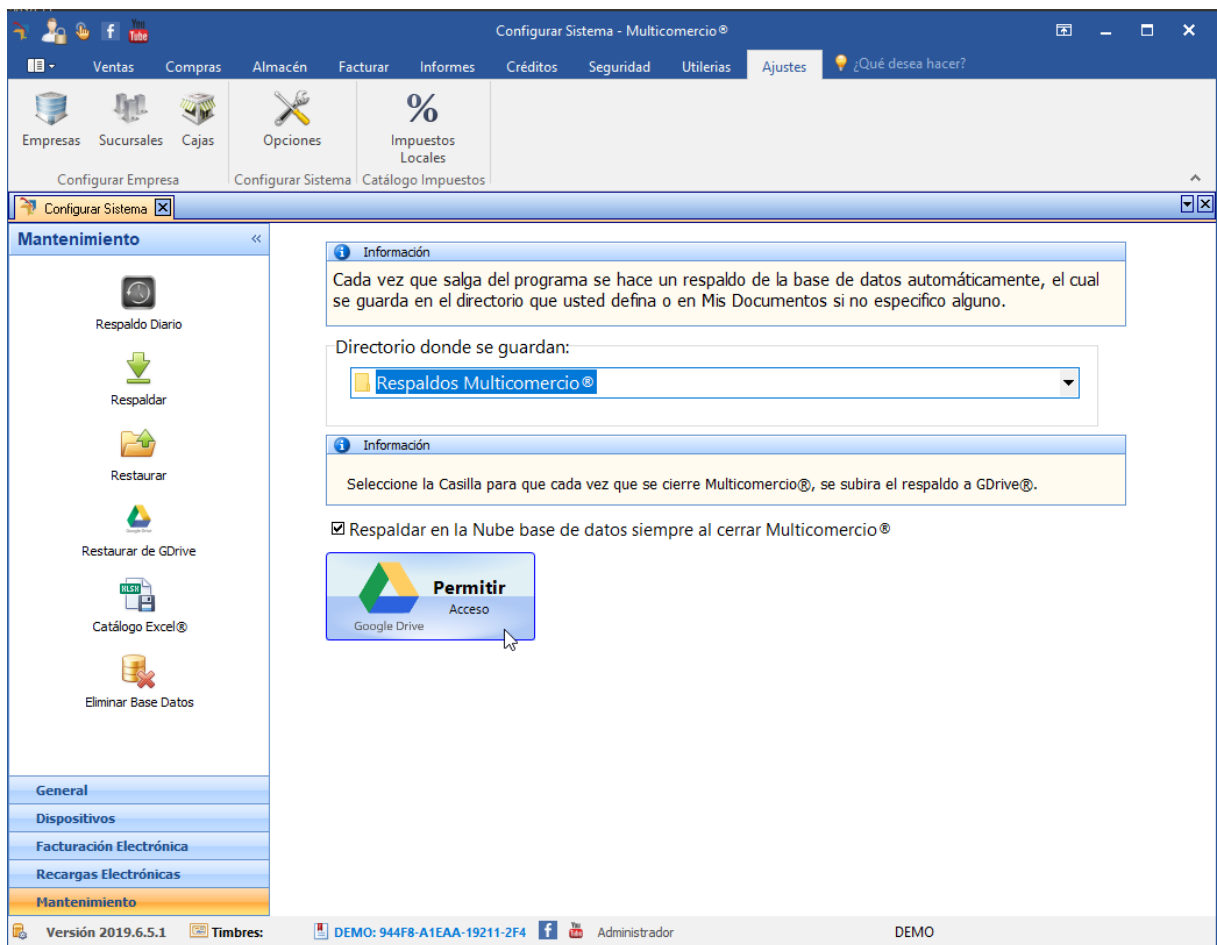 You
Tube
Configurar Sistema - Multicomercio®
Ventas Compras Almacén Facturar Informes Créditos Seguridad Utilerias Ajustes ¿Qué desea hacer?
%
Empresas Sucursales Cajas Opciones Impuestos
Locales
Configurar Empresa Configurar Sistema Catálogo Impuestos
Configurar Sistema
Mantenimiento
Respaldo Diario
Respaldar
Restaurar
Google Drive
Restaurar de GDrive
XLSX
Catálogo Excel®
Eliminar Base Datos
General
Dispositivos
Facturación Electrónica
Recargas Electrónicas
Mantenimiento
Información
Cada vez que salga del programa se hace un respaldo de la base de datos automáticamente, el cual
se guarda en el directorio que usted defina o en Mis Documentos si no especifico alguno.
Directorio donde se guardan:
Respaldos Multicomercio®
Información
Seleccione la Casilla para que cada vez que se cierre Multicomercio®, se subira el respaldo a GDrive®.
Respaldar en la Nube base de datos siempre al cerrar Multicomercio®
Permitir
Acceso
Google Drive
Versión 2019.6.5.1 Timbres: DEMO: 944F8-A1EAA-19211-2F4 Administrador DEMO